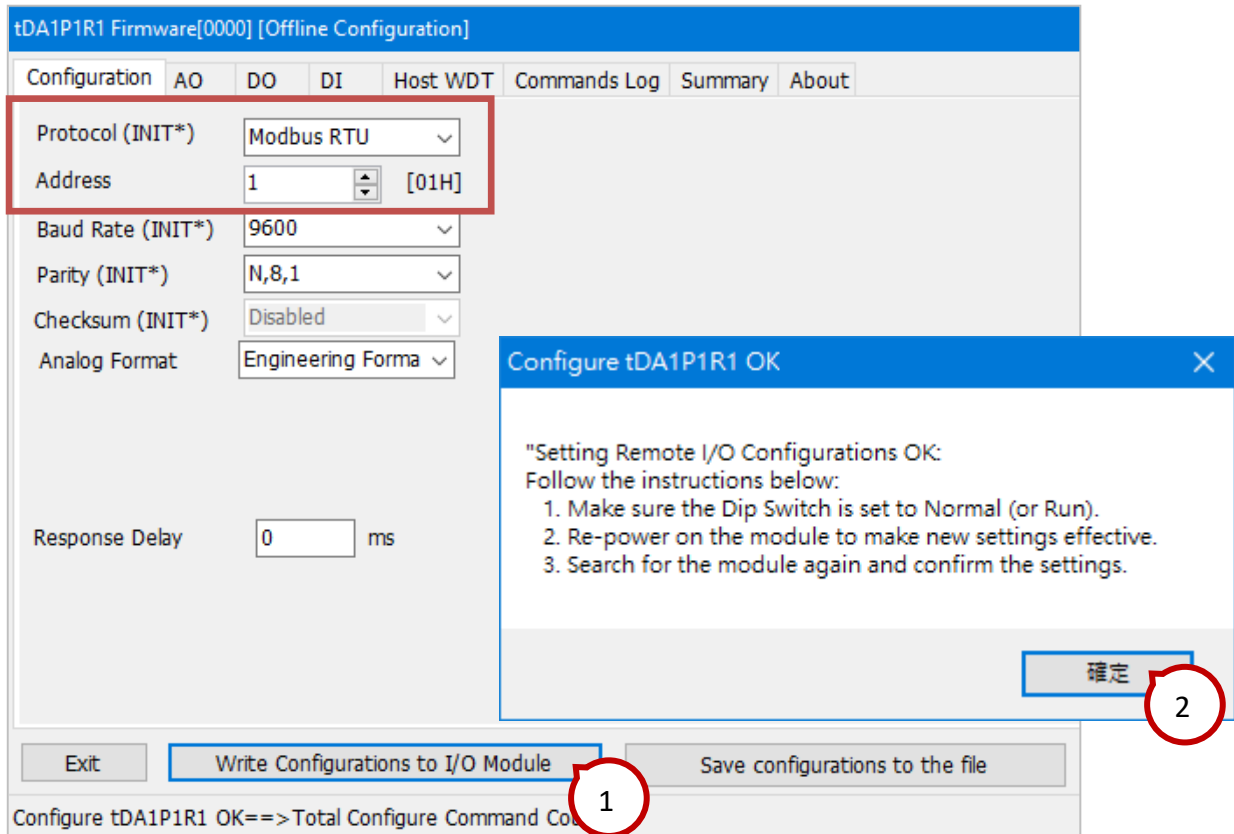 tDA1P1R1 Firmware[0000] [Offline Configuration]
Configuration AO DO DI Host WDT Commands Log Summary About
Protocol (INIT*) Modbus RTU
Address 1 [01H]
Baud Rate (INIT*) 9600
Parity (INIT*) N,8,1
Checksum (INIT*) Disabled
Analog Format Engineering Forma
Response Delay 0 ms
Configure tDA1P1R1 OK
"Setting Remote I/O Configurations OK:
Follow the instructions below:
1. Make sure the Dip Switch is set to Normal (or Run).
2. Re-power on the module to make new settings effective.
3. Search for the module again and confirm the settings.
確定
2
Exit Write Configurations to I/O Module Save configurations to the file
1
Configure tDA1P1R1 OK==>Total Configure Command